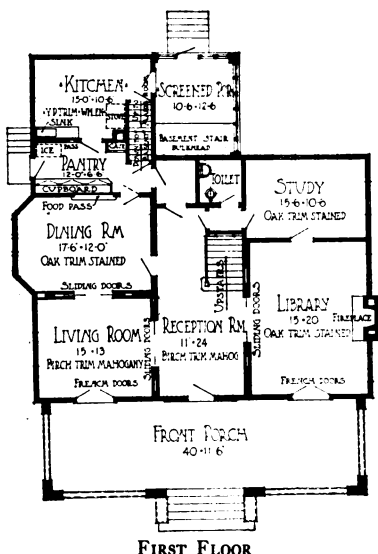 KITCHEN
15-0 · 10-6
Y.P. TRIM
SINK
STOVE
SCREENED POR.
10-6 - 12-6
BASEMENT STAIR
BULKHEAD
ICE
PASS
PANTRY
12-0 · 6-6
CUPBOARD
FOOD PASS
TOILET
STUDY
15-6 · 10-6
OAK TRIM STAINED
DINING RM
17-6 · 12-0
OAK TRIM STAINED
SLIDING DOORS
UPSTAIRS
LIBRARY
15 × 20
OAK TRIM STAINED
FIREPLACE
LIVING ROOM
15 × 13
BIRCH TRIM MAHOGANY
SLIDING DOORS
RECEPTION RM.
11 × 24
BIRCH TRIM MAHOG
SLIDING DOORS
FRENCH DOORS
FRENCH DOORS
FRONT PORCH
40 - 11-6
FIRST FLOOR